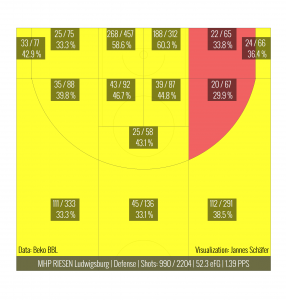 25 / 75
33.3 %
268 / 457
58.6 %
188 / 312
60.3 %
22 / 65
33.8 %
33 / 77
42.9 %
24 / 66
36.4 %
35 / 88
39.8 %
43 / 92
46.7 %
39 / 87
44.8 %
20 / 67
29.9 %
25 / 58
43.1 %
111 / 333
33.3 %
45 / 136
33.1 %
112 / 291
38.5 %
Data: Beko BBL
Visualization: Jannes Schäfer
MHP RIESEN Ludwigsburg | Defense | Shots: 990 / 2204 | 52.3 eFG | 1.39 PPS